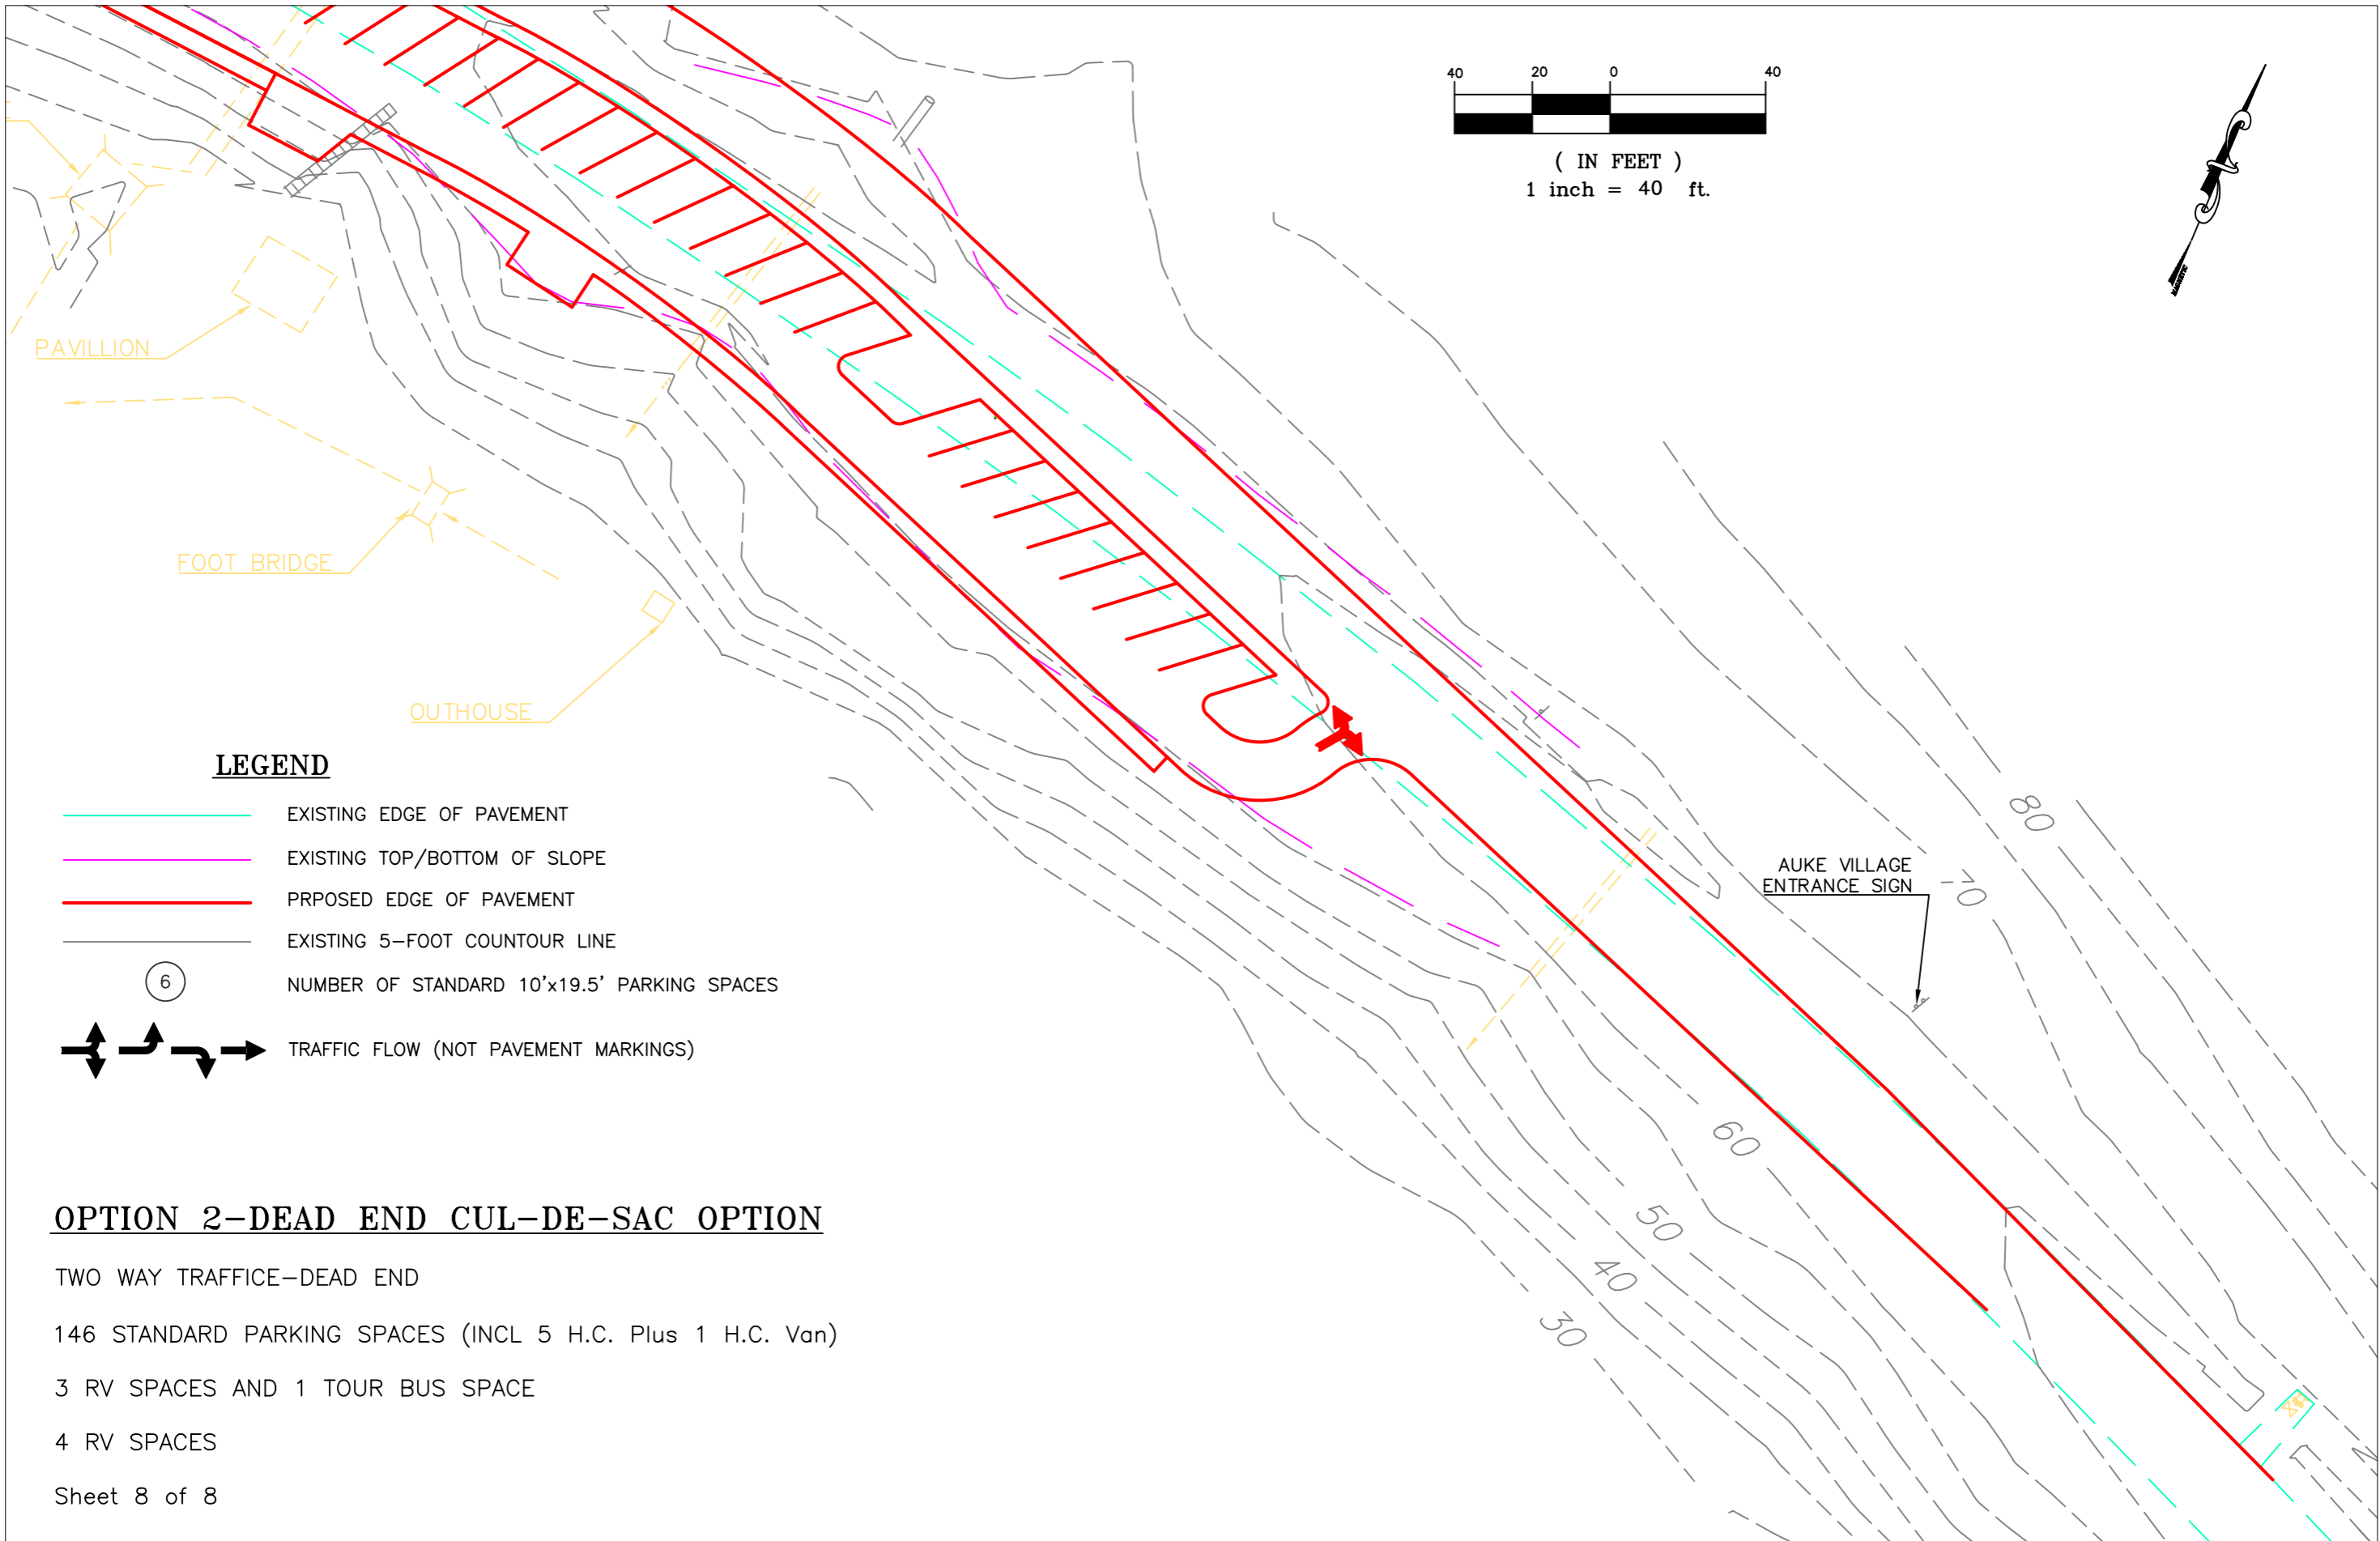 40 20 0 40
( IN FEET )
1 inch = 40 ft.
PAVILLION
FOOT BRIDGE
OUTHOUSE
LEGEND
EXISTING EDGE OF PAVEMENT
EXISTING TOP/BOTTOM OF SLOPE
PRPOSED EDGE OF PAVEMENT
EXISTING 5-FOOT COUNTOUR LINE
6 NUMBER OF STANDARD 10'x19.5' PARKING SPACES
TRAFFIC FLOW (NOT PAVEMENT MARKINGS)
AUKE VILLAGE
ENTRANCE SIGN
80
70
60
50
40
30
OPTION 2-DEAD END CUL-DE-SAC OPTION
TWO WAY TRAFFICE-DEAD END
146 STANDARD PARKING SPACES (INCL 5 H.C. Plus 1 H.C. Van)
3 RV SPACES AND 1 TOUR BUS SPACE
4 RV SPACES
Sheet 8 of 8